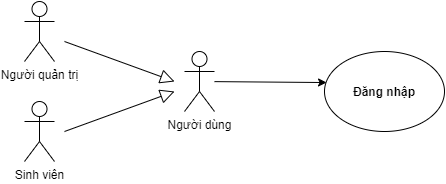 Người quản trị
Người dùng
Đăng nhập
Sinh viên